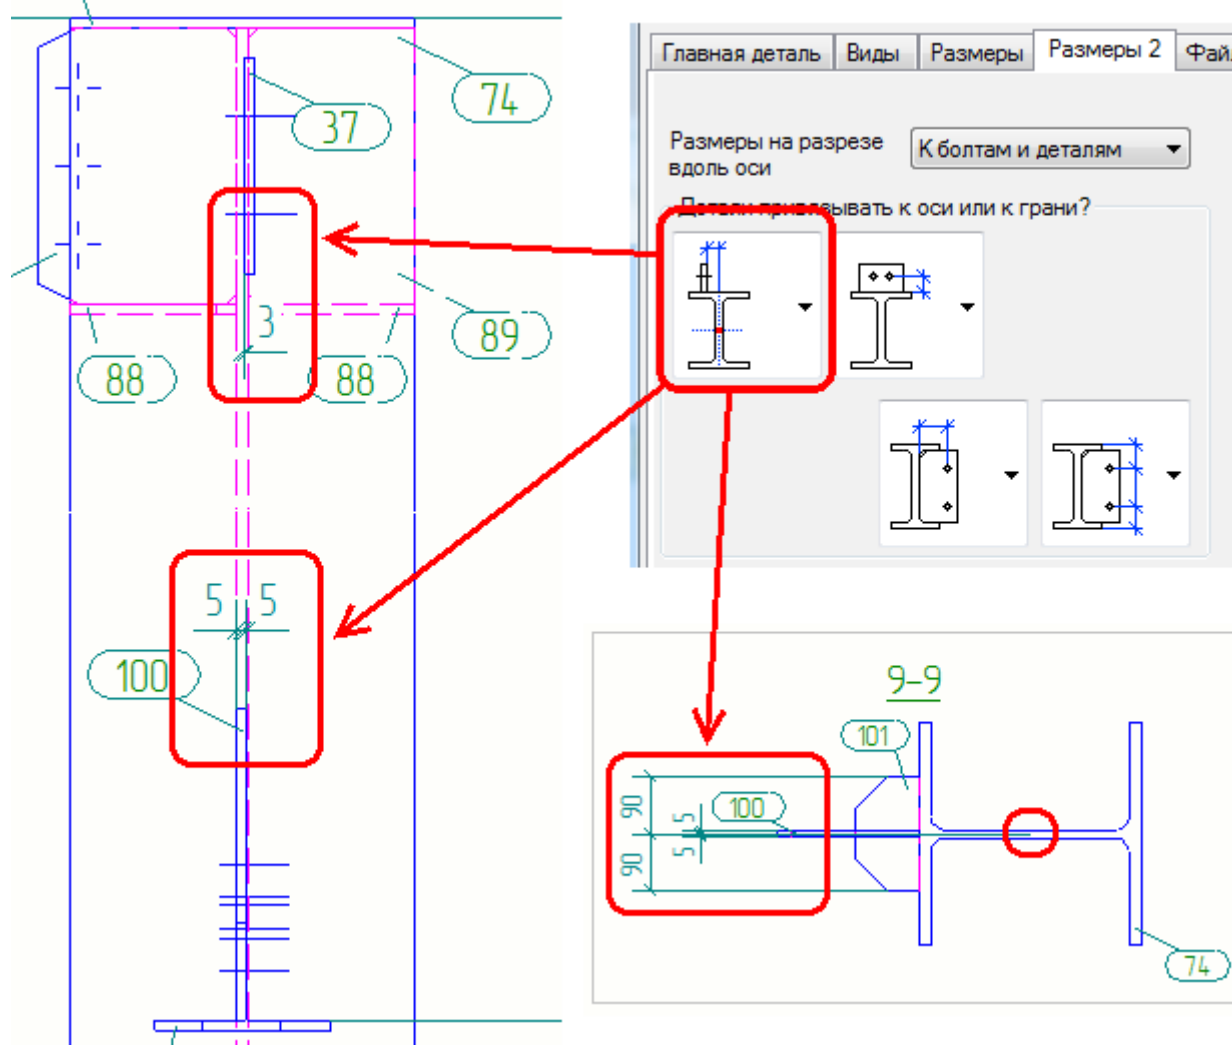 74
37
3
88
88
89
5 5
100
Главная деталь Виды Размеры Размеры 2
Размеры на разрезе
вдоль оси
К болтам и деталям
Детали привязывать к оси или к грани?
9-9
101
90 5 100
90 5
74